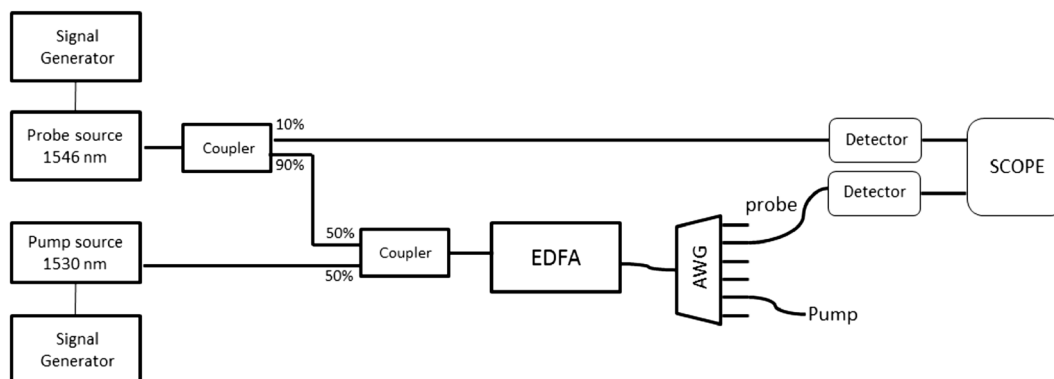 Signal
Generator
Probe source
1546 nm
Coupler
10%
90%
Detector
SCOPE
Detector
probe
Pump source
1530 nm
50%
50%
Coupler
EDFA
AWG
Pump
Signal
Generator